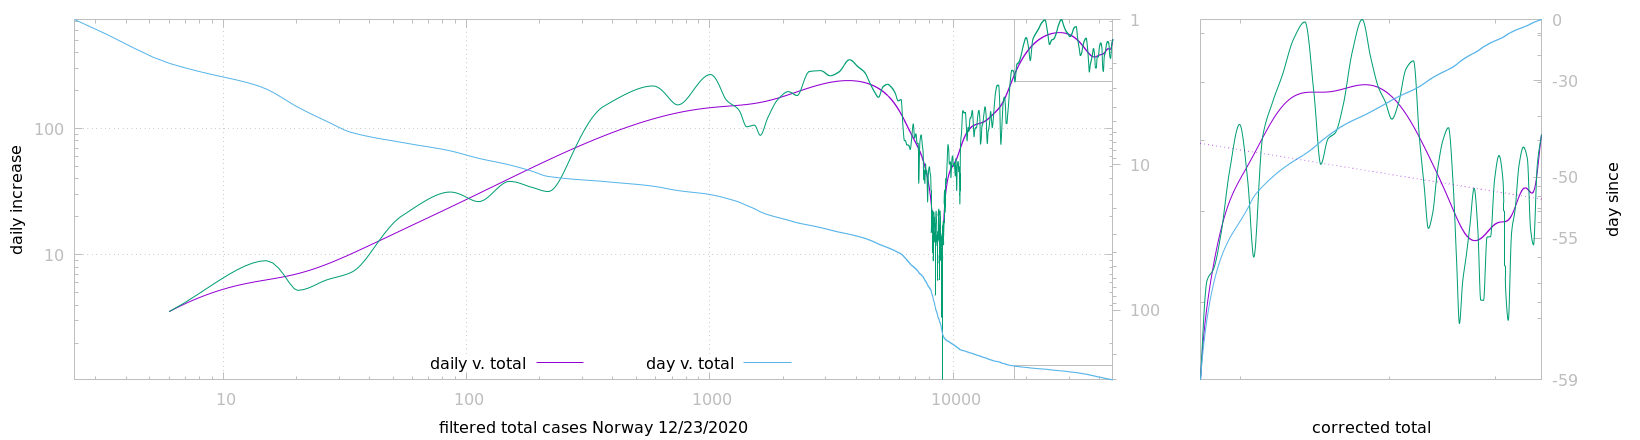 1
0
100
10
daily increase
10
100
-30
-50
-55
-59
day since
daily v. total
day v. total
10
100
1000
10000
filtered total cases Norway 12/23/2020
corrected total